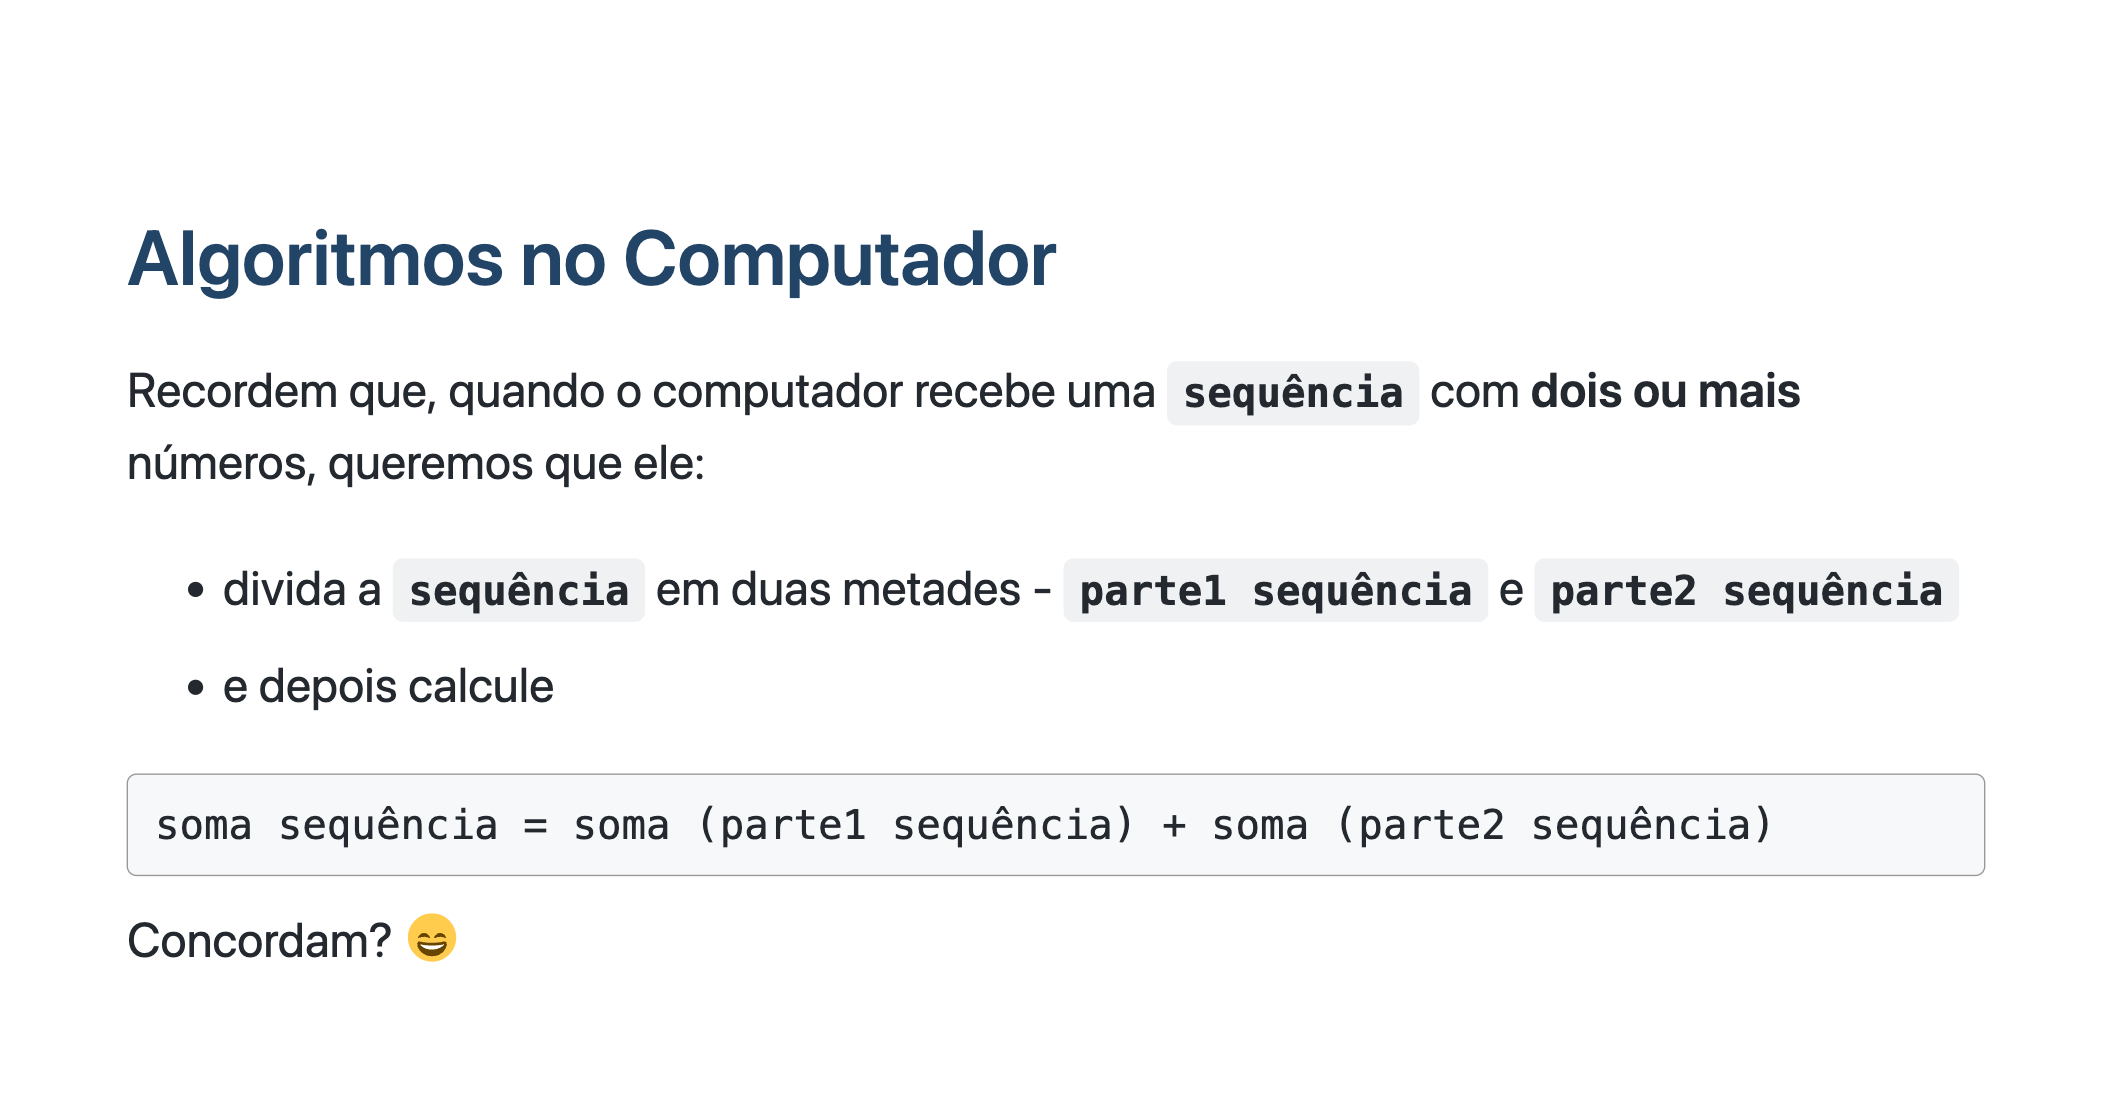 Algoritmos no Computador
Recordem que, quando o computador recebe uma sequência com dois ou mais
números, queremos que ele:
• divida a sequência em duas metades - parte1 sequência e parte2 sequência
• e depois calcule
soma sequência = soma (parte1 sequência) + soma (parte2 sequência)
Concordam? 😄